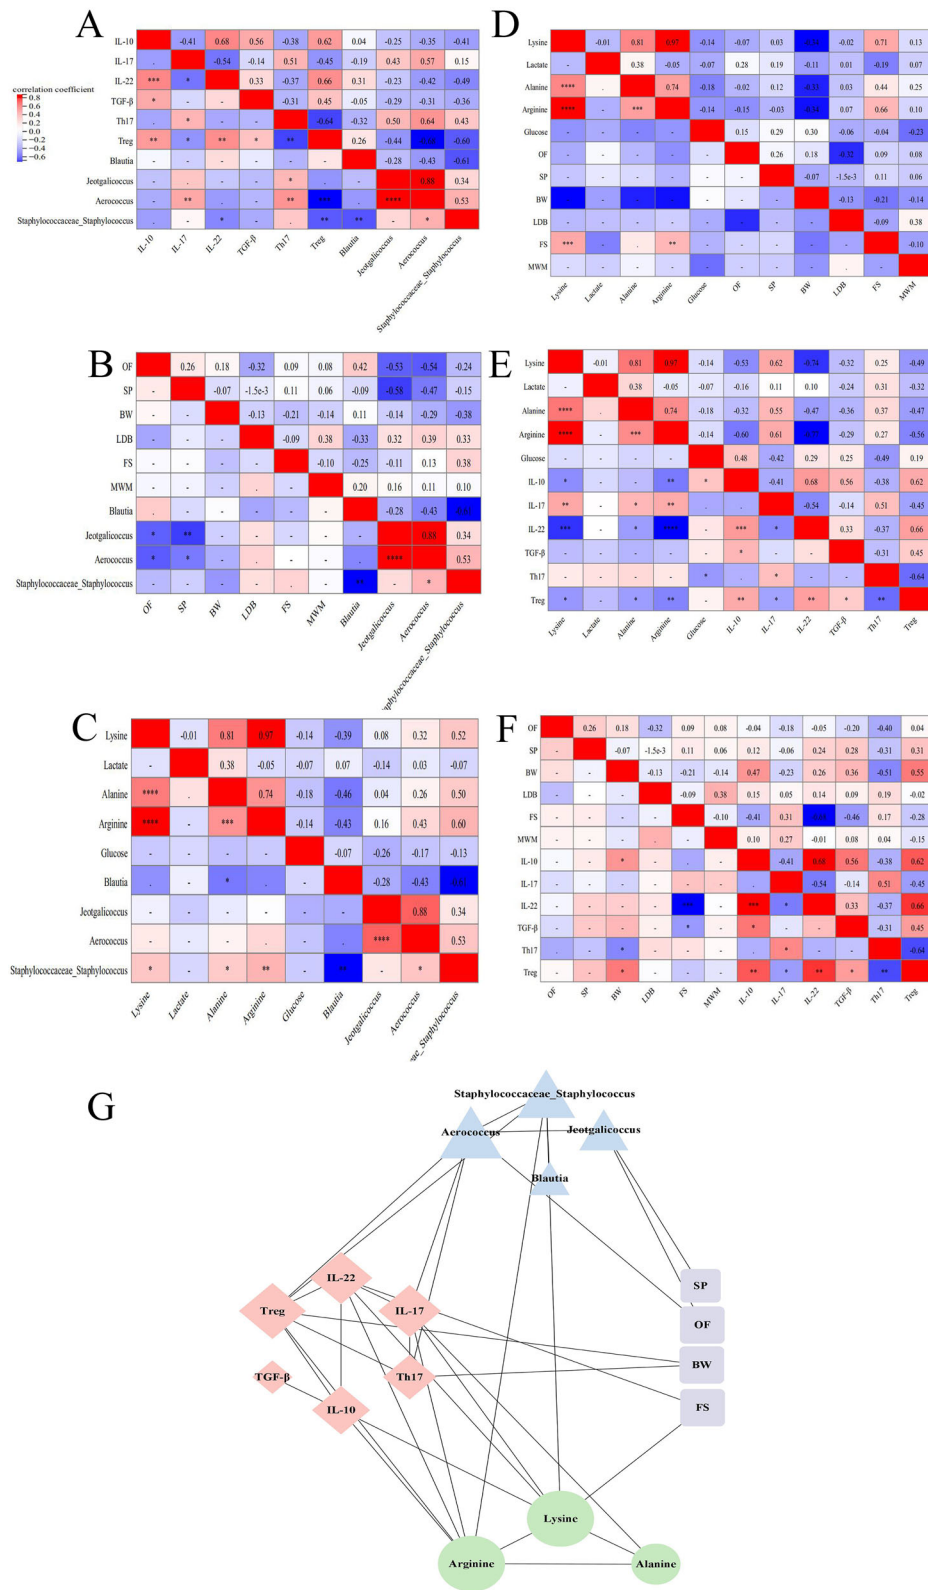 A
correlation coefficient
0.8
0.6
0.4
0.2
0
−0.2
−0.4
−0.6
IL-10 -0.41 0.68 0.56 -0.38 0.62 0.04 -0.25 -0.35 -0.41
IL-17 . -0.54 -0.14 0.51 -0.45 -0.19 0.43 0.57 0.15
IL-22 *** * 0.33 -0.37 0.66 0.31 -0.23 -0.42 -0.49
TGF-β * - . -0.31 0.45 -0.05 -0.29 -0.31 -0.36
Th17 . * . . -0.64 -0.32 0.50 0.64 0.43
Treg ** * ** * ** 0.26 -0.44 -0.60
Blautia - - - - - - -0.28 -0.43 -0.61
Jeotgalicoccus - . - - * . - 0.88 0.34
Aerococcus . ** . - ** *** . **** 0.53
Staphylococcaceae_Staphylococcus . - * . . ** ** - *
IL-10 IL-17 IL-22 TGF-β Th17 Treg Blautia Jeotgalicoccus Aerococcus Staphylococcaceae_Staphylococcus
B
OF 0.26 0.18 -0.32 0.09 0.08 0.42 -0.53 -0.54 -0.24
SP - -0.07 -1.5e-3 0.11 0.06 -0.09 -0.58 -0.47 -0.15
BW - - -0.13 -0.21 -0.14 0.11 -0.14 -0.29 -0.38
LDB - - - -0.09 0.38 -0.33 0.32 0.39 0.33
FS - - - - -0.10 -0.25 -0.11 0.13 0.38
MWM - - - . - 0.20 0.16 0.11 0.10
Blautia . - - - - - -0.28 -0.43
Jeotgalicoccus * ** - - - - - 0.88 0.34
Aerococcus * * - . - - . **** 0.53
Staphylococcaceae_Staphylococcus - - - - . - ** - *
OF SP BW LDB FS MWM Blautia Jeotgalicoccus Aerococcus taphylococcaceae_Staphylococcus
C
Lysine -0.01 0.81 0.97 -0.14 -0.39 0.08 0.32 0.52
Lactate - 0.38 -0.05 -0.07 0.07 -0.14 0.03 -0.07
Alanine **** . 0.74 -0.18 -0.46 0.04 0.26 0.50
Arginine **** - *** -0.14 -0.43 0.16 0.43 0.60
Glucose - - - - -0.07 -0.26 -0.17 -0.13
Blautia . - * . - -0.28 -0.43
Jeotgalicoccus - - - - - - 0.88 0.34
Aerococcus - - - . - . **** 0.53
Staphylococcaceae_Staphylococcus * - * ** - ** - *
Lysine Lactate Alanine Arginine Glucose Blautia Jeotgalicoccus Aerococcus eae_Staphylococcus
D
Lysine -0.01 0.81 0.97 -0.14 -0.07 0.03 -0.02 0.71 0.13
Lactate - 0.38 -0.05 -0.07 0.28 0.19 -0.11 0.01 -0.19 0.07
Alanine **** . 0.74 -0.18 -0.02 0.12 -0.33 0.03 0.44 0.25
Arginine **** - *** -0.14 -0.15 -0.03 -0.34 0.07 0.66 0.10
Glucose - - - - 0.15 0.29 0.30 -0.06 -0.04 -0.23
OF - - - - - 0.26 0.18 -0.32 0.09 0.08
SP - - - - - - -0.07 -1.5e-3 0.11 0.06
BW - - - - - - - -0.13 -0.21 -0.14
LDB - - - - - - - - -0.09 0.38
FS *** - . ** - - - - - -0.10
MWM - - - - - - - - . -
Lysine Lactate Alanine Arginine Glucose OF SP BW LDB FS MWM
E
Lysine -0.01 0.81 0.97 -0.14 -0.53 0.62 -0.74 -0.32 0.25 -0.49
Lactate - 0.38 -0.05 -0.07 -0.16 0.11 0.10 -0.24 0.31 -0.32
Alanine **** . 0.74 -0.18 -0.32 0.55 -0.47 -0.36 0.37 -0.47
Arginine **** - *** -0.14 -0.60 0.61 -0.29 0.27 -0.56
Glucose - - - - 0.48 -0.42 0.29 0.25 -0.49 0.19
IL-10 * - - ** * -0.41 0.68 0.56 -0.38 0.62
IL-17 ** - * ** . . -0.54 -0.14 0.51 -0.45
IL-22 *** - * **** - *** * 0.33 -0.37 0.66
TGF-β - - - - - * - . -0.31 0.45
Th17 - - - - * . * . . -0.64
Treg * - * ** - ** * ** * **
Lysine Lactate Alanine Arginine Glucose IL-10 IL-17 IL-22 TGF-β Th17 Treg
F
OF 0.26 0.18 -0.32 0.09 0.08 -0.04 -0.18 -0.05 -0.20 -0.40 0.04
SP - -0.07 -1.5e-3 0.11 0.06 0.12 -0.06 0.24 0.28 -0.31 0.31
BW - - -0.13 -0.21 -0.14 0.47 -0.23 0.26 0.36 -0.51 0.55
LDB - - - -0.09 0.38 0.15 0.05 0.14 0.07 0.19 -0.02
FS - - - - -0.10 -0.41 0.31 -0.46 0.17 -0.28
MWM - - - . - 0.10 0.27 -0.01 0.08 0.04 -0.15
IL-10 - - * - . - -0.41 0.68 0.56 -0.38 0.62
IL-17 - - - - - - . -0.54 -0.14 0.51 -0.45
IL-22 - - - - *** - *** * 0.33 -0.37 0.66
TGF-β - - - - * - * - . -0.31 0.45
Th17 . - * - - - . * . . -0.64
Treg - - * - - - ** * ** * **
OF SP BW LDB FS MWM IL-10 IL-17 IL-22 TGF-β Th17 Treg
G
Staphylococcaceae_Staphylococcus
Aerococcus
Jeotgalicoccus
Blautia
IL-22
SP
Treg
IL-17
OF
BW
TGF-β
Th17
IL-10
FS
Lysine
Arginine
Alanine